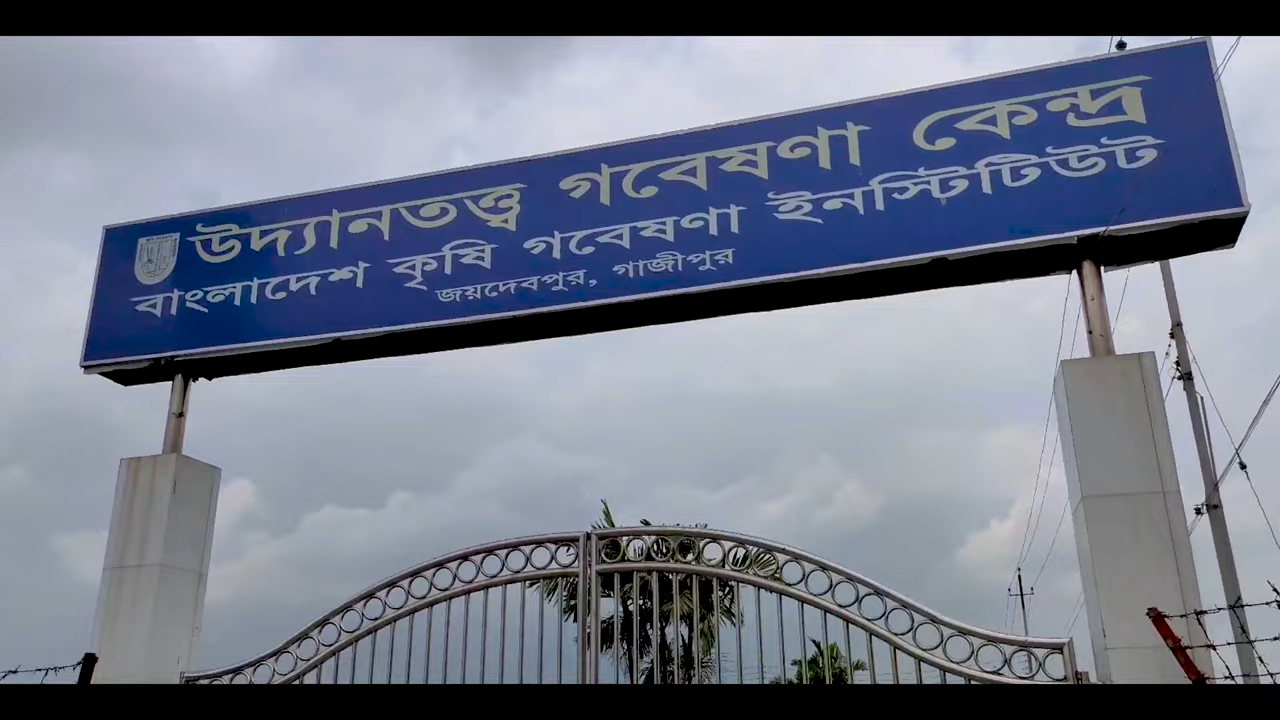 উদ্যানতত্ত্ব গবেষণা কেন্দ্র
বাংলাদেশ কৃষি গবেষণা ইনস্টিটিউট
জয়দেবপুর, গাজীপুর